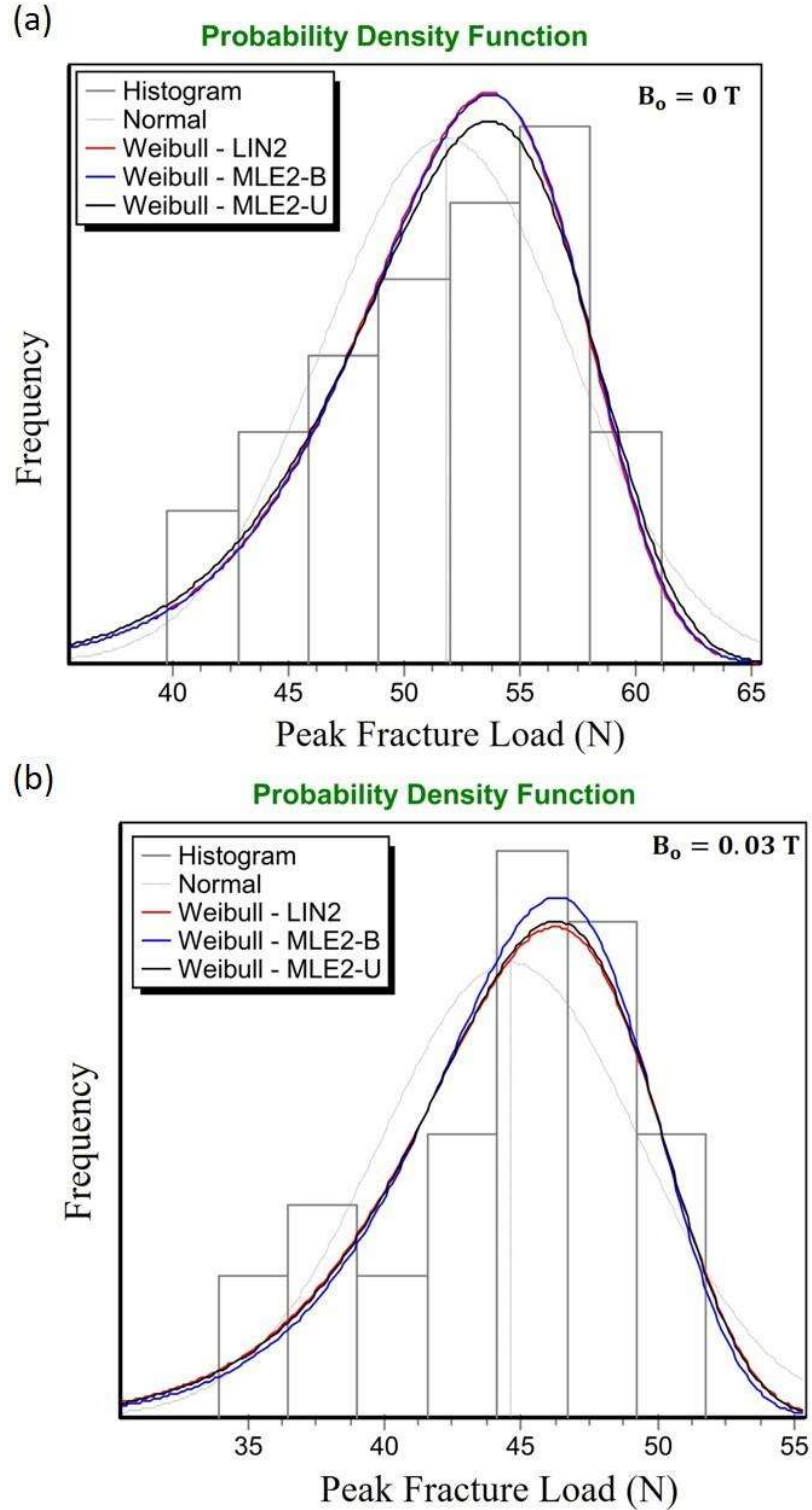 (a)
Probability Density Function
Histogram
Normal
Weibull - LIN2
Weibull - MLE2-B
Weibull - MLE2-U
B₀ = 0 T
Frequency
40 45 50 55 60 65
Peak Fracture Load (N)
(b)
Probability Density Function
Histogram
Normal
Weibull - LIN2
Weibull - MLE2-B
Weibull - MLE2-U
B₀ = 0.03 T
Frequency
35 40 45 50 55
Peak Fracture Load (N)